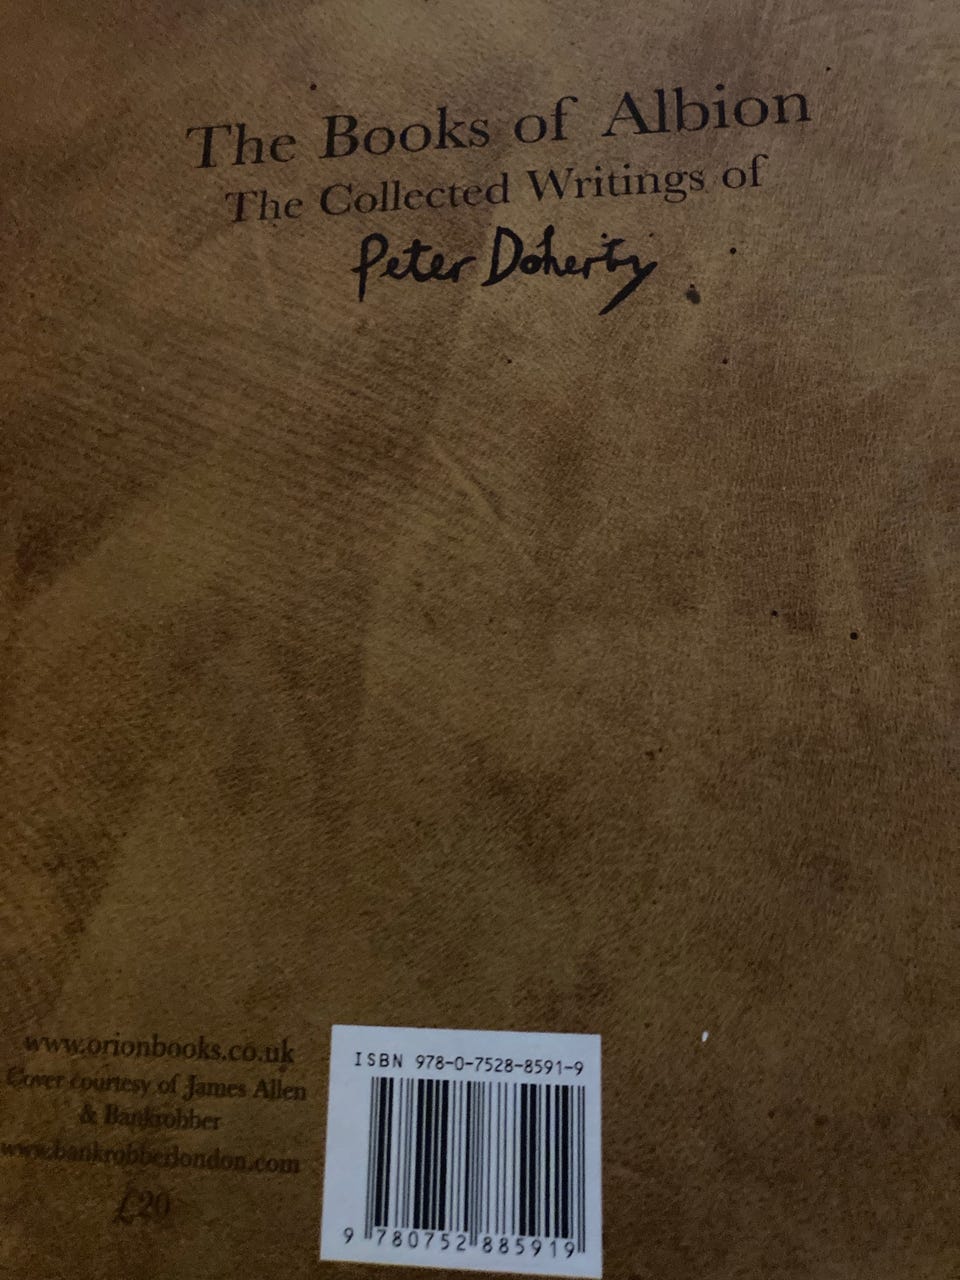 The Books of Albion
The Collected Writings of
Peter Doherty
www.orionbooks.co.uk
Cover courtesy of James Allen
& Bankrobber
www.bankrobberlondon.com
£20
ISBN 978-0-7528-8591-9
9 780752 885919